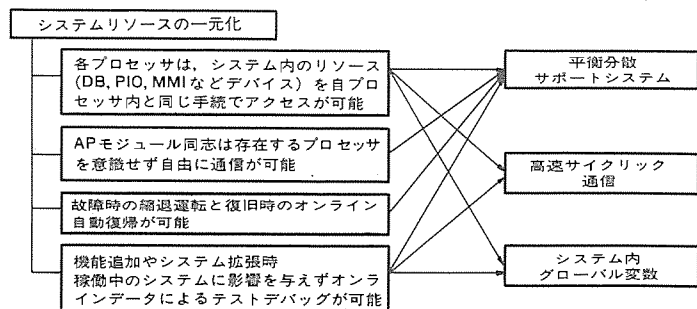 システムリソースの一元化
各プロセッサは，システム内のリソース
(DB, PIO, MMIなどデバイス) を自プロ
セッサ内と同じ手続でアクセスが可能
APモジュール同志は存在するプロセッサ
を意識せず自由に通信が可能
故障時の縮退運転と復旧時のオンライン
自動復帰が可能
機能追加やシステム拡張時
稼働中のシステムに影響を与えずオンラ
インデータによるテストデバッグが可能
平衡分散
サポートシステム
高速サイクリック
通信
システム内
グローバル変数